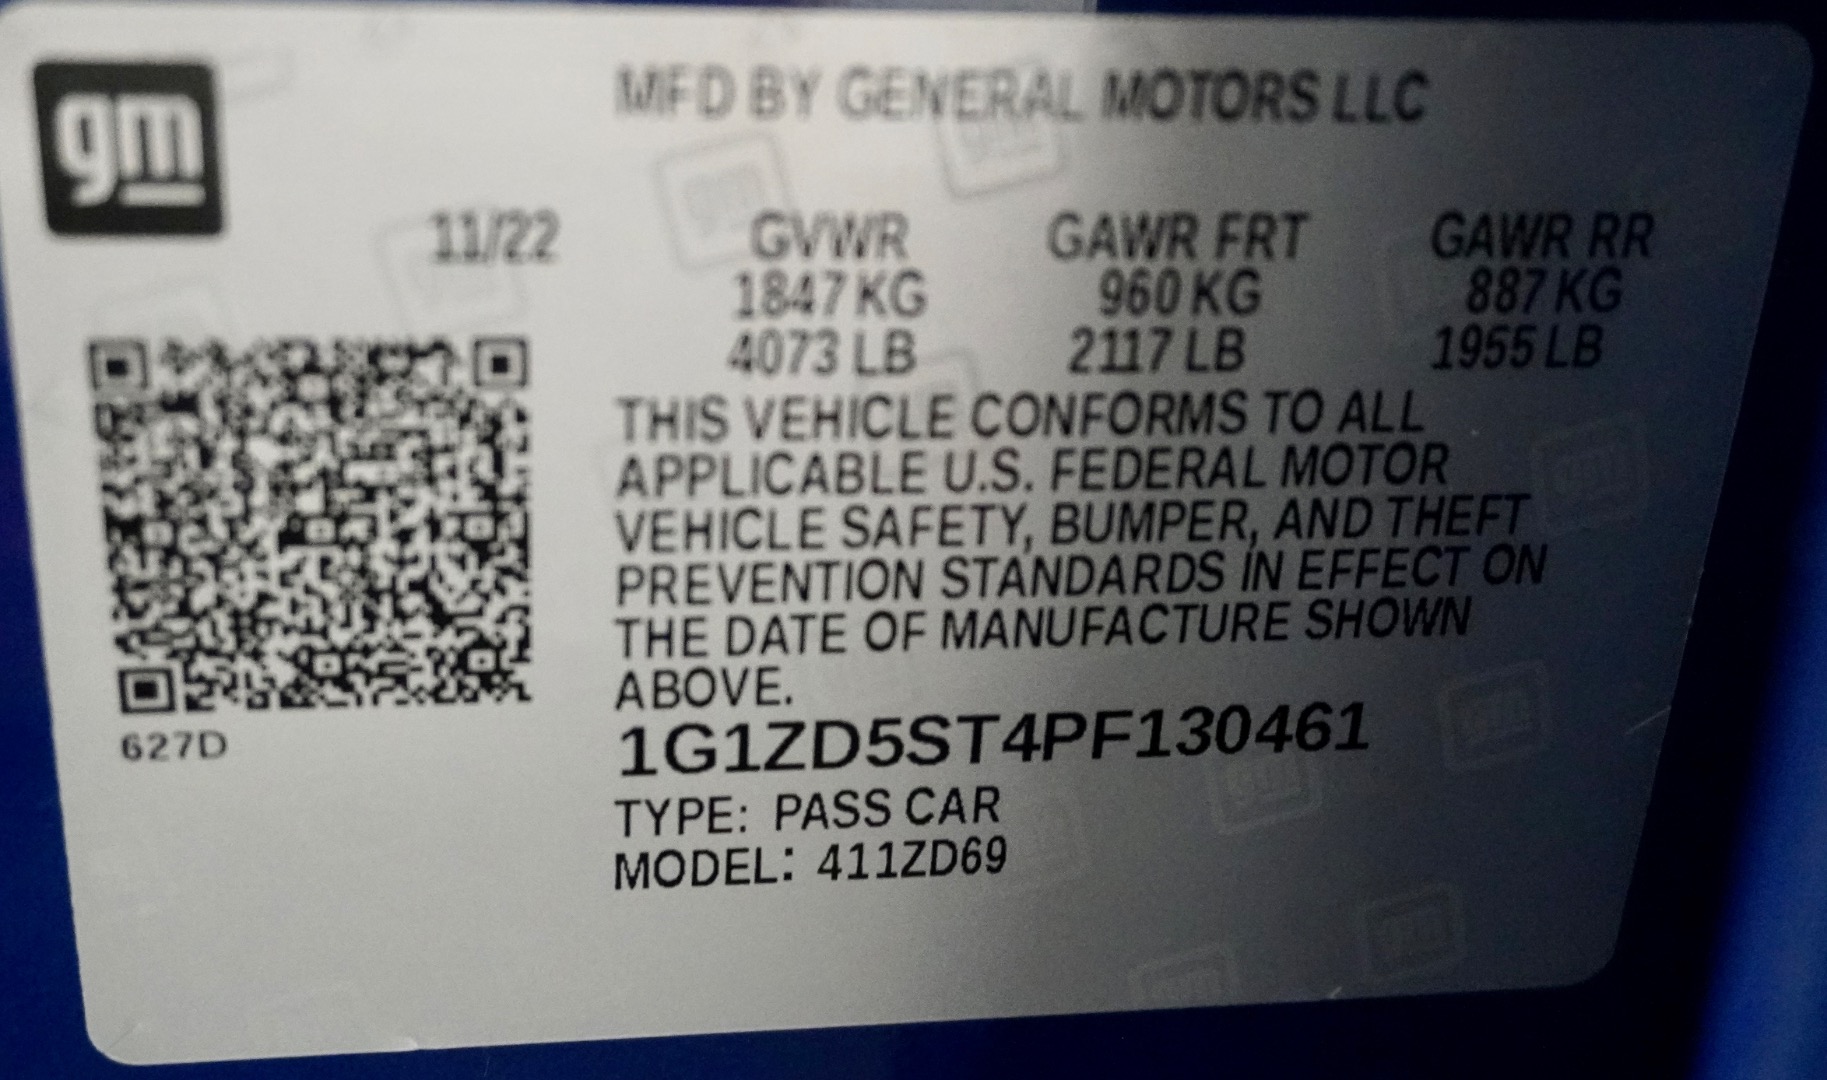 gm
MFD BY GENERAL MOTORS LLC
11/22 GVWR GAWR FRT GAWR RR
1847 KG 960 KG 887 KG
4073 LB 2117 LB 1955 LB
THIS VEHICLE CONFORMS TO ALL
APPLICABLE U.S. FEDERAL MOTOR
VEHICLE SAFETY, BUMPER, AND THEFT
PREVENTION STANDARDS IN EFFECT ON
THE DATE OF MANUFACTURE SHOWN
ABOVE.
627D
1G1ZD5ST4PF130461
TYPE: PASS CAR
MODEL: 411ZD69